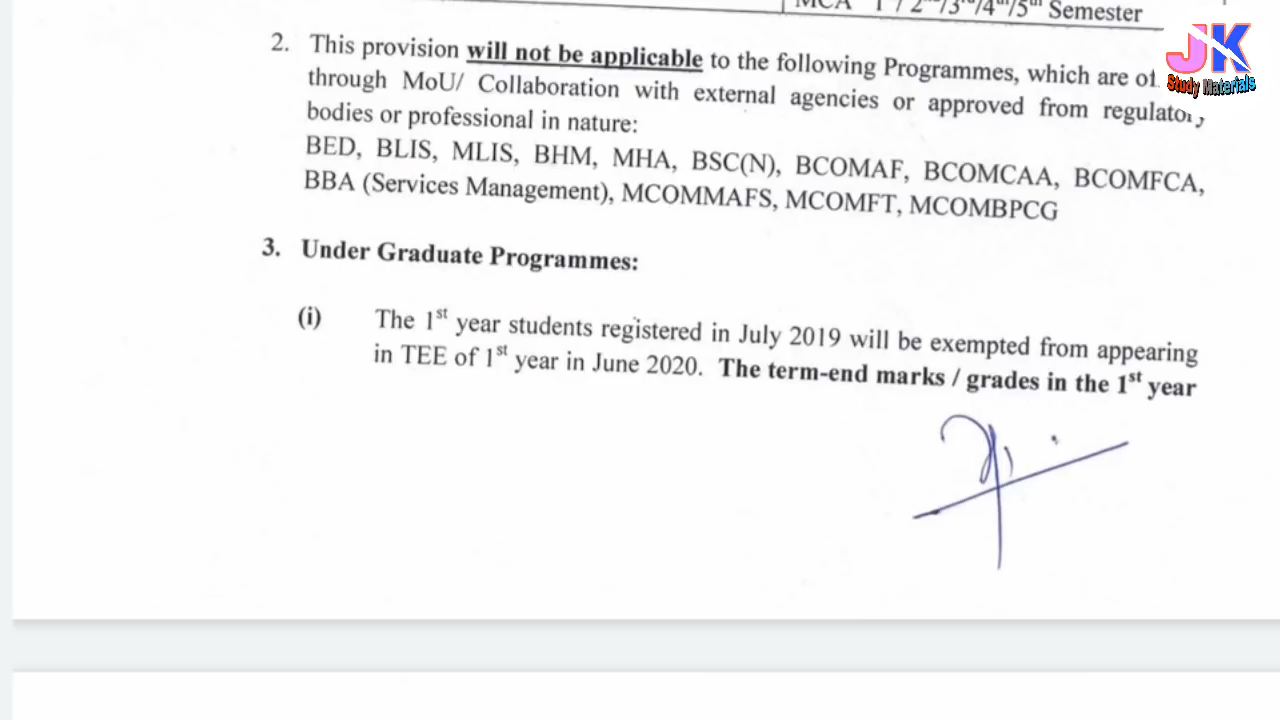 MCA 1 / 2nd/3rd/4th/5th Semester
JK
Study Materials
2. This provision will not be applicable to the following Programmes, which are of
through MoU/ Collaboration with external agencies or approved from regulatory
bodies or professional in nature:
BED, BLIS, MLIS, BHM, MHA, BSC(N), BCOMAF, BCOMCAA, BCOMFCA,
BBA (Services Management), MCOMMAFS, MCOMFT, MCOMBPCG
3. Under Graduate Programmes:
(i) The 1st year students registered in July 2019 will be exempted from appearing
in TEE of 1st year in June 2020. The term-end marks / grades in the 1st year